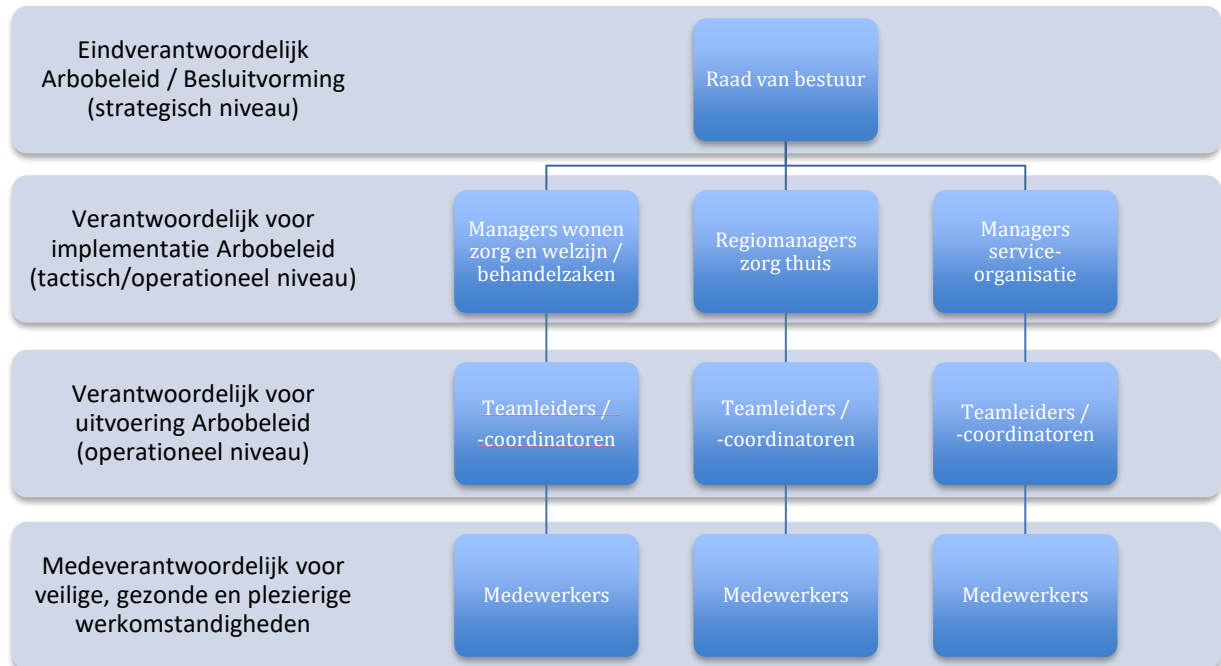 Eindverantwoordelijk
Arbobeleid / Besluitvorming
(strategisch niveau)
Raad van bestuur
Verantwoordelijk voor
implementatie Arbobeleid
(tactisch/operationeel niveau)
Managers wonen
zorg en welzijn /
behandelzaken
Regiomanagers
zorg thuis
Managers
service-
organisatie
Verantwoordelijk voor
uitvoering Arbobeleid
(operationeel niveau)
Teamleiders /
-coordinatoren
Teamleiders /
-coordinatoren
Teamleiders /
-coordinatoren
Medeverantwoordelijk voor
veilige, gezonde en plezierige
werkomstandigheden
Medewerkers
Medewerkers
Medewerkers